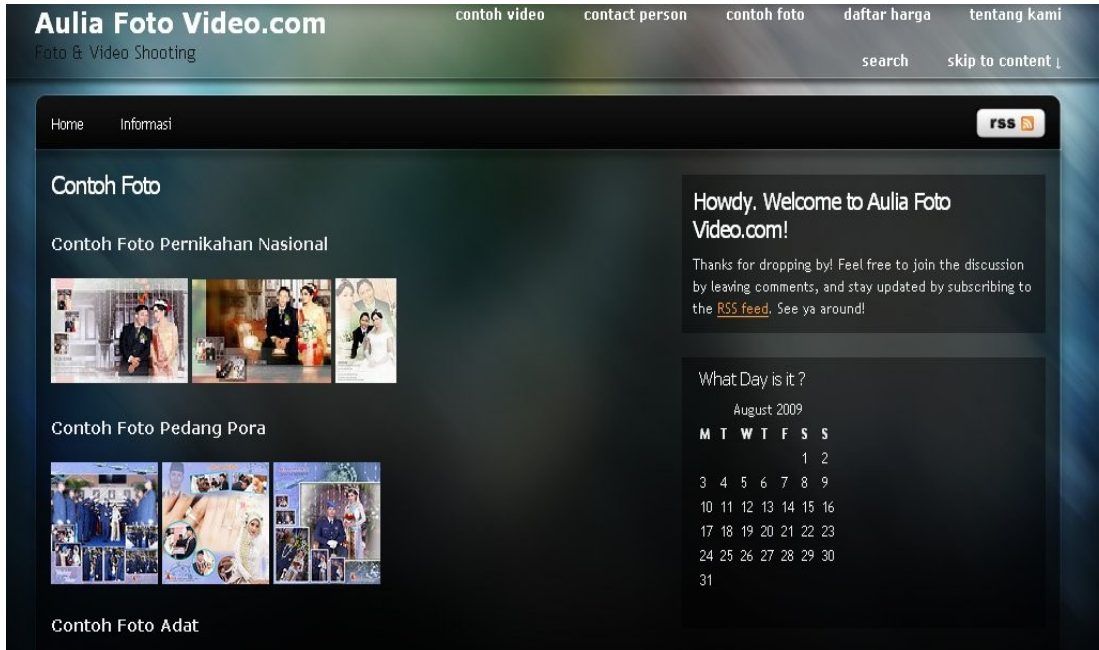 Aulia Foto Video.com
Foto & Video Shooting
contoh video contact person contoh foto daftar harga tentang kami
search skip to content ↓
Home Informasi
rss
Contoh Foto
Contoh Foto Pernikahan Nasional
Contoh Foto Pedang Pora
Contoh Foto Adat
Howdy. Welcome to Aulia Foto
Video.com!
Thanks for dropping by! Feel free to join the discussion
by leaving comments, and stay updated by subscribing to
the RSS feed. See ya around!
What Day is it ?
August 2009
M T W T F S S
1 2
3 4 5 6 7 8 9
10 11 12 13 14 15 16
17 18 19 20 21 22 23
24 25 26 27 28 29 30
31